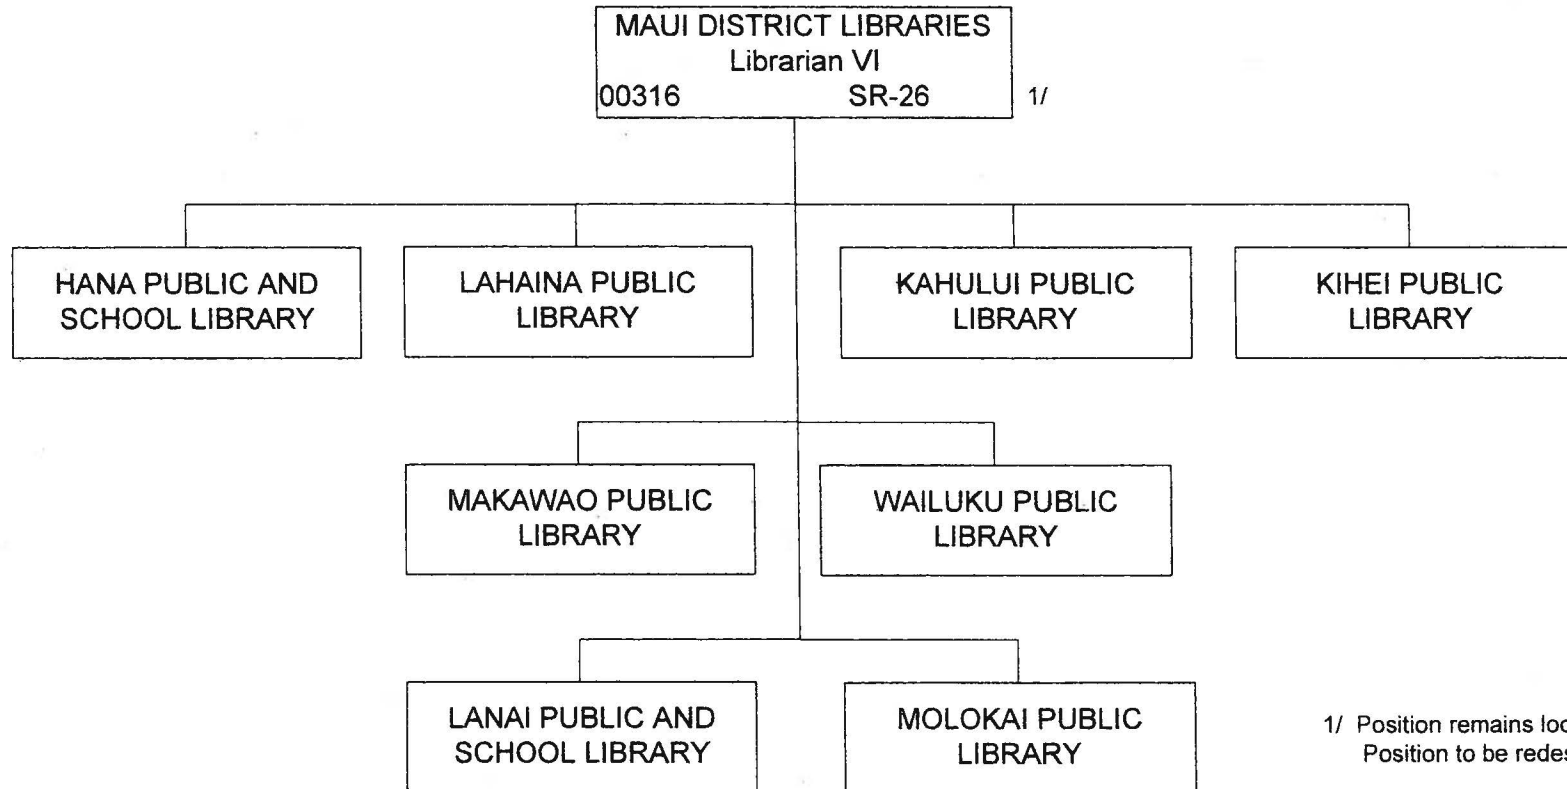 MAUI DISTRICT LIBRARIES
Librarian VI
00316 SR-26 1/
HANA PUBLIC AND
SCHOOL LIBRARY
LAHAINA PUBLIC
LIBRARY
KAHULUI PUBLIC
LIBRARY
KIHEI PUBLIC
LIBRARY
MAKAWAO PUBLIC
LIBRARY
WAILUKU PUBLIC
LIBRARY
LANAI PUBLIC AND
SCHOOL LIBRARY
MOLOKAI PUBLIC
LIBRARY
1/ Position remains
Position to be